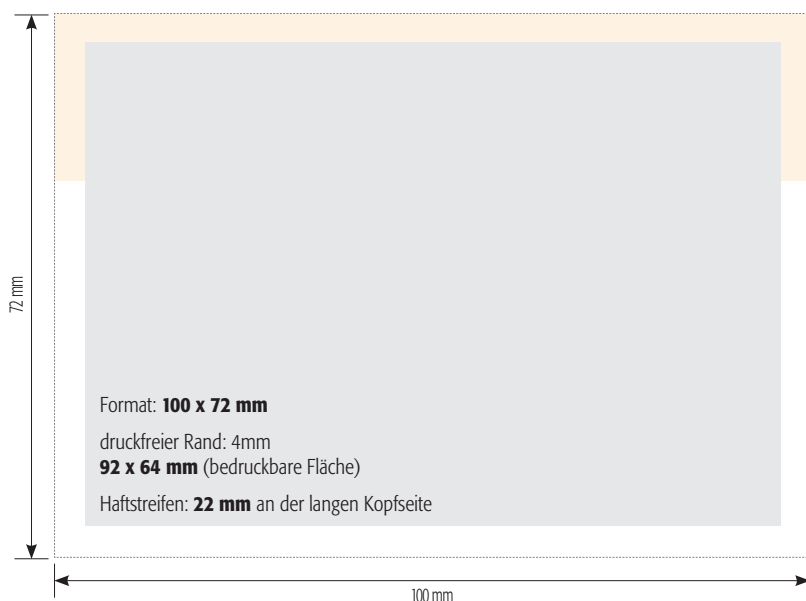 72 mm
Format: 100 x 72 mm
druckfreier Rand: 4mm
92 x 64 mm (bedruckbare Fläche)
Haftstreifen: 22 mm an der langen Kopfseite
100 mm